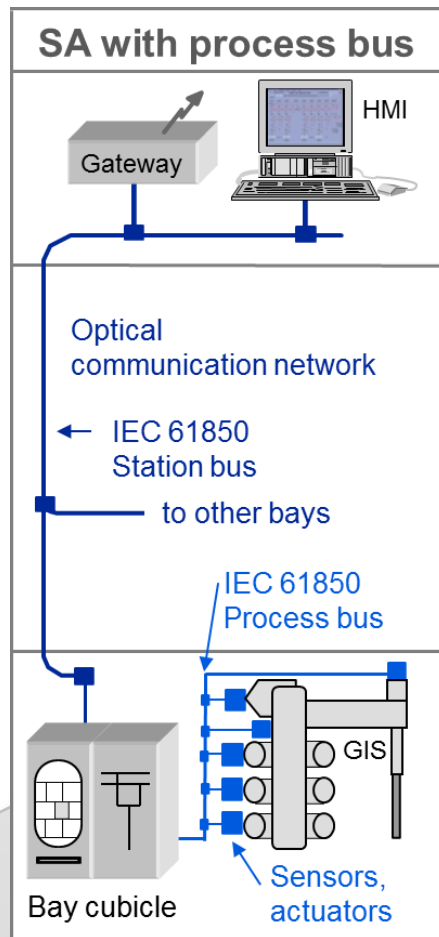 SA with process bus
HMI
Gateway
Optical
communication network
IEC 61850
Station bus
to other bays
IEC 61850
Process bus
GIS
Sensors,
actuators
Bay cubicle